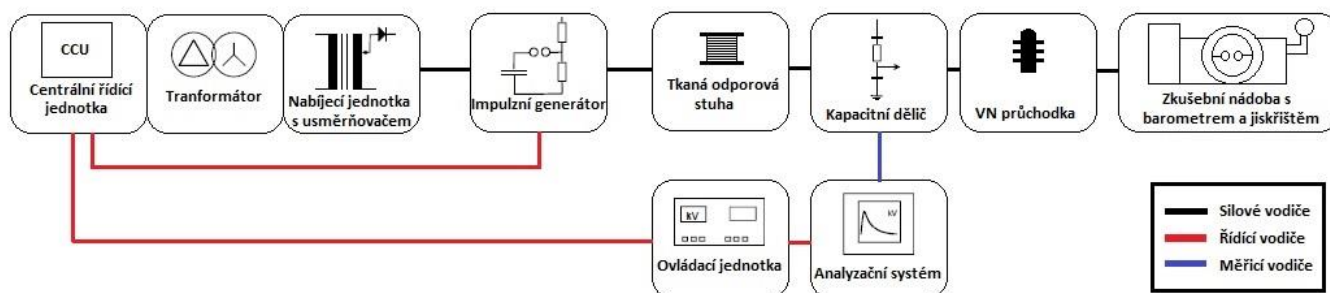 CCU
Centrální řídící
jednotka
Tranformátor
Nabíjecí jednotka
s usměrňovačem
Impulzní generátor
Tkaná odporová
stuha
Kapacitní dělič
VN průchodka
Zkušební nádoba s
barometrem a jiskřištěm
kV
Ovládací jednotka
kV
Analyzační systém
Silové vodiče
Řídící vodiče
Měřicí vodiče